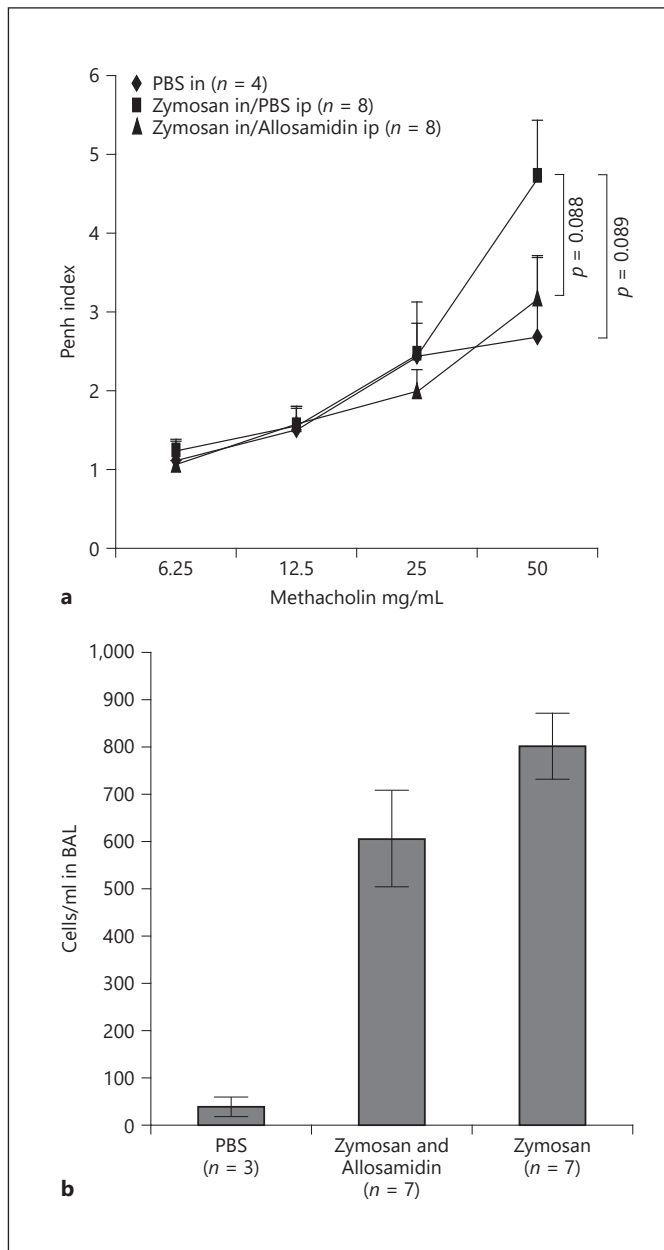 6
5
4
3
2
1
0
Penh index
PBS in (n = 4)
Zymosan in/PBS ip (n = 8)
Zymosan in/Allosamidin ip (n = 8)
p = 0.088
p = 0.089
6.25 12.5 25 50
Methacholin mg/mL
a
1,000
900
800
700
600
500
400
300
200
100
0
Cells/ml in BAL
PBS
(n = 3)
Zymosan and
Allosamidin
(n = 7)
Zymosan
(n = 7)
b